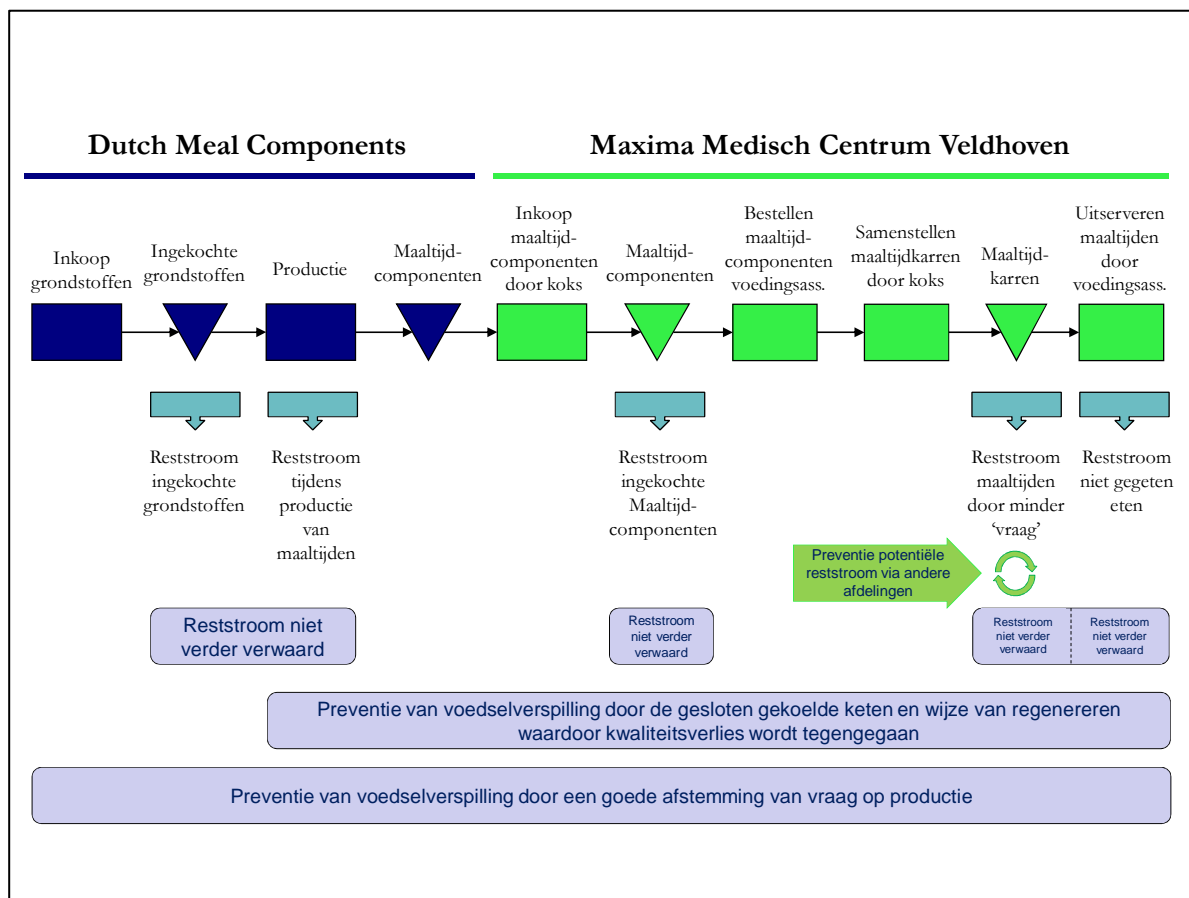 Dutch Meal Components
Maxima Medisch Centrum Veldhoven
Inkoop
grondstoffen
Ingekochte
grondstoffen
Productie
Maaltijd-
componenten
Inkoop
maaltijd-
componenten
door koks
Maaltijd-
componenten
Bestellen
maaltijd-
componenten
voedingsass.
Samenstellen
maaltijdkarren
door koks
Maaltijd-
karren
Uitserveren
maaltijden
door
voedingsass.
Reststroom
ingekochte
grondstoffen
Reststroom
tijdens
productie
van
maaltijden
Reststroom
ingekochte
Maaltijd-
componenten
Reststroom
maaltijden
door minder
‘vraag’
Reststroom
niet gegeten
eten
Preventie potentiële
reststroom via andere
afdelingen
Reststroom niet
verder verwaard
Reststroom
niet verder
verwaard
Reststroom
niet verder
verwaard
Reststroom
niet verder
verwaard
Preventie van voedselverspilling door de gesloten gekoelde keten en wijze van regenereren
waardoor kwaliteitsverlies wordt tegengegaan
Preventie van voedselverspilling door een goede afstemming van vraag op productie